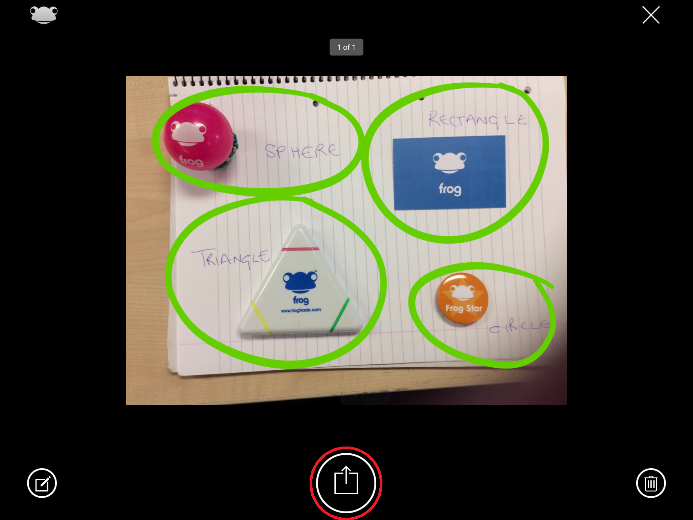 1 of 1
SPHERE
frog
RECTANGLE
frog
TRIANGLE
frog
www.frogtrade.com
Frog Star
CIRCLE